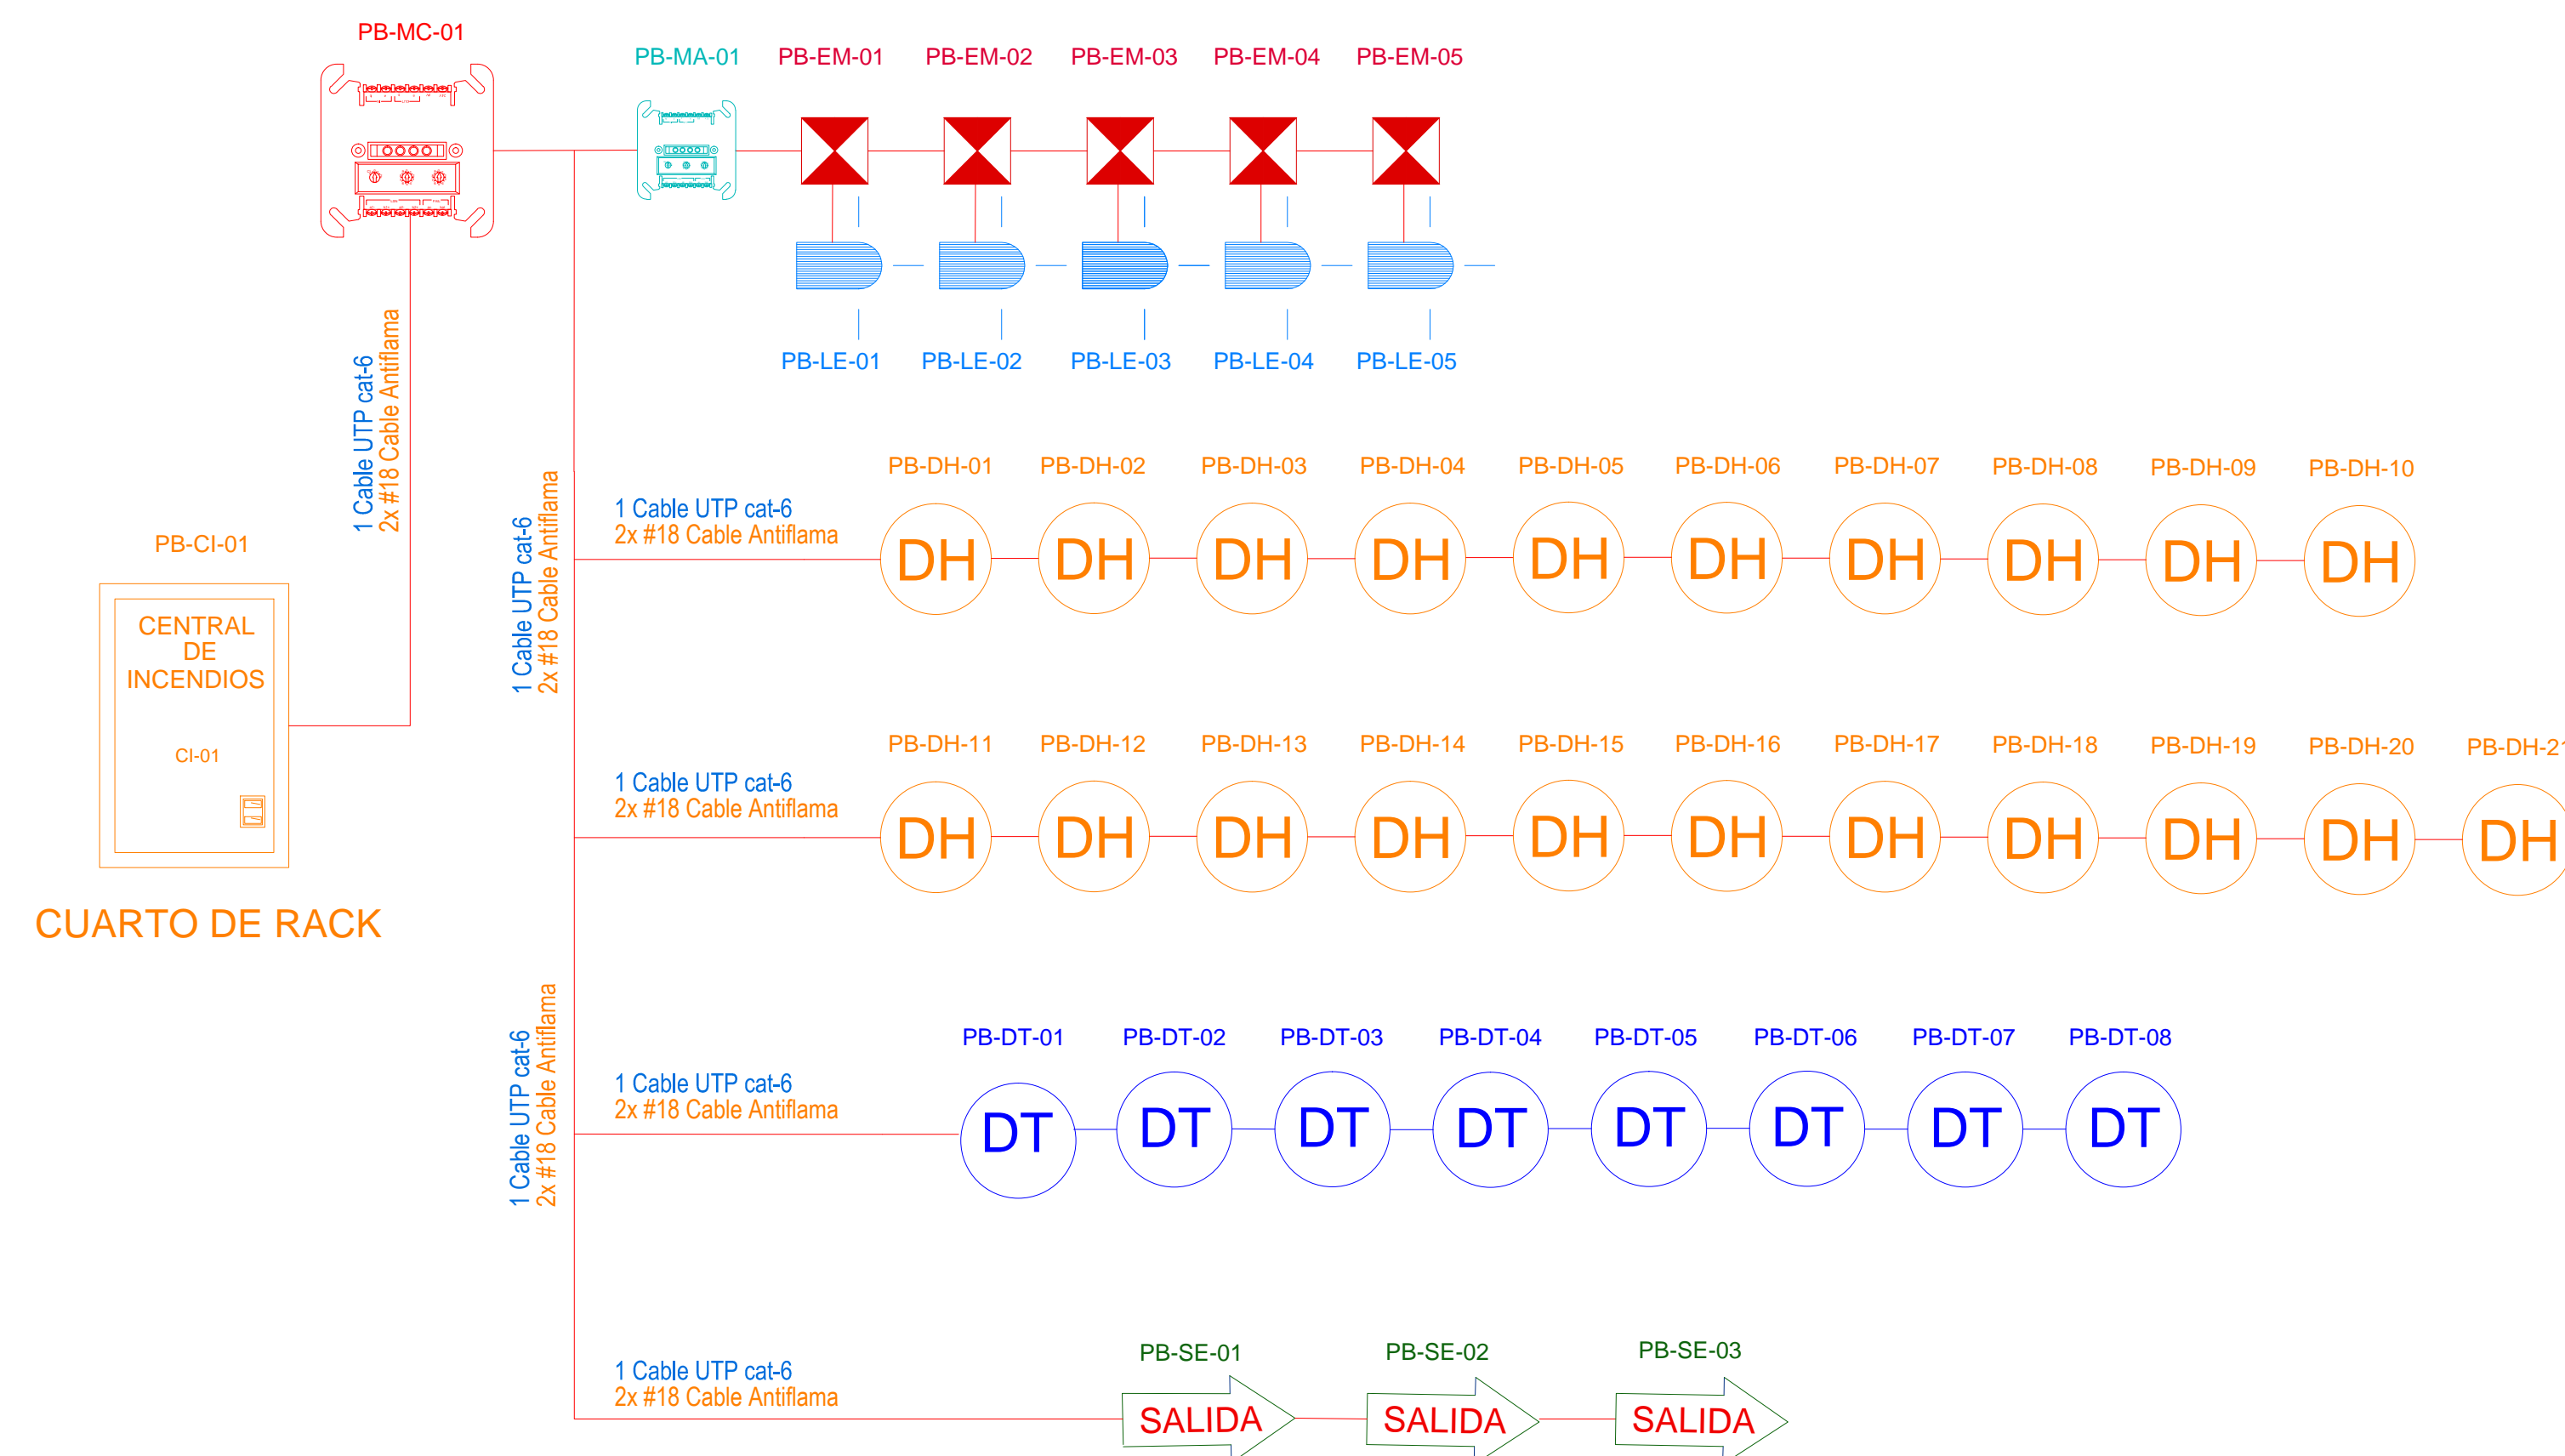 PB-MC-01
PB-MA-01
PB-EM-01
PB-EM-02
PB-EM-03
PB-EM-04
PB-EM-05
PB-LE-01
PB-LE-02
PB-LE-03
PB-LE-04
PB-LE-05
1 Cable UTP cat-6
2x #18 Cable Antiflama
PB-CI-01
CENTRAL
DE
INCENDIOS
CI-01
CUARTO DE RACK
1 Cable UTP cat-6
2x #18 Cable Antiflama
1 Cable UTP cat-6
2x #18 Cable Antiflama
PB-DH-01
PB-DH-02
PB-DH-03
PB-DH-04
PB-DH-05
PB-DH-06
PB-DH-07
PB-DH-08
PB-DH-09
PB-DH-10
DH
DH
DH
DH
DH
DH
DH
DH
DH
DH
1 Cable UTP cat-6
2x #18 Cable Antiflama
PB-DH-11
PB-DH-12
PB-DH-13
PB-DH-14
PB-DH-15
PB-DH-16
PB-DH-17
PB-DH-18
PB-DH-19
PB-DH-20
PB-DH-21
DH
DH
DH
DH
DH
DH
DH
DH
DH
DH
DH
1 Cable UTP cat-6
2x #18 Cable Antiflama
1 Cable UTP cat-6
2x #18 Cable Antiflama
PB-DT-01
PB-DT-02
PB-DT-03
PB-DT-04
PB-DT-05
PB-DT-06
PB-DT-07
PB-DT-08
DT
DT
DT
DT
DT
DT
DT
DT
1 Cable UTP cat-6
2x #18 Cable Antiflama
PB-SE-01
PB-SE-02
PB-SE-03
SALIDA
SALIDA
SALIDA